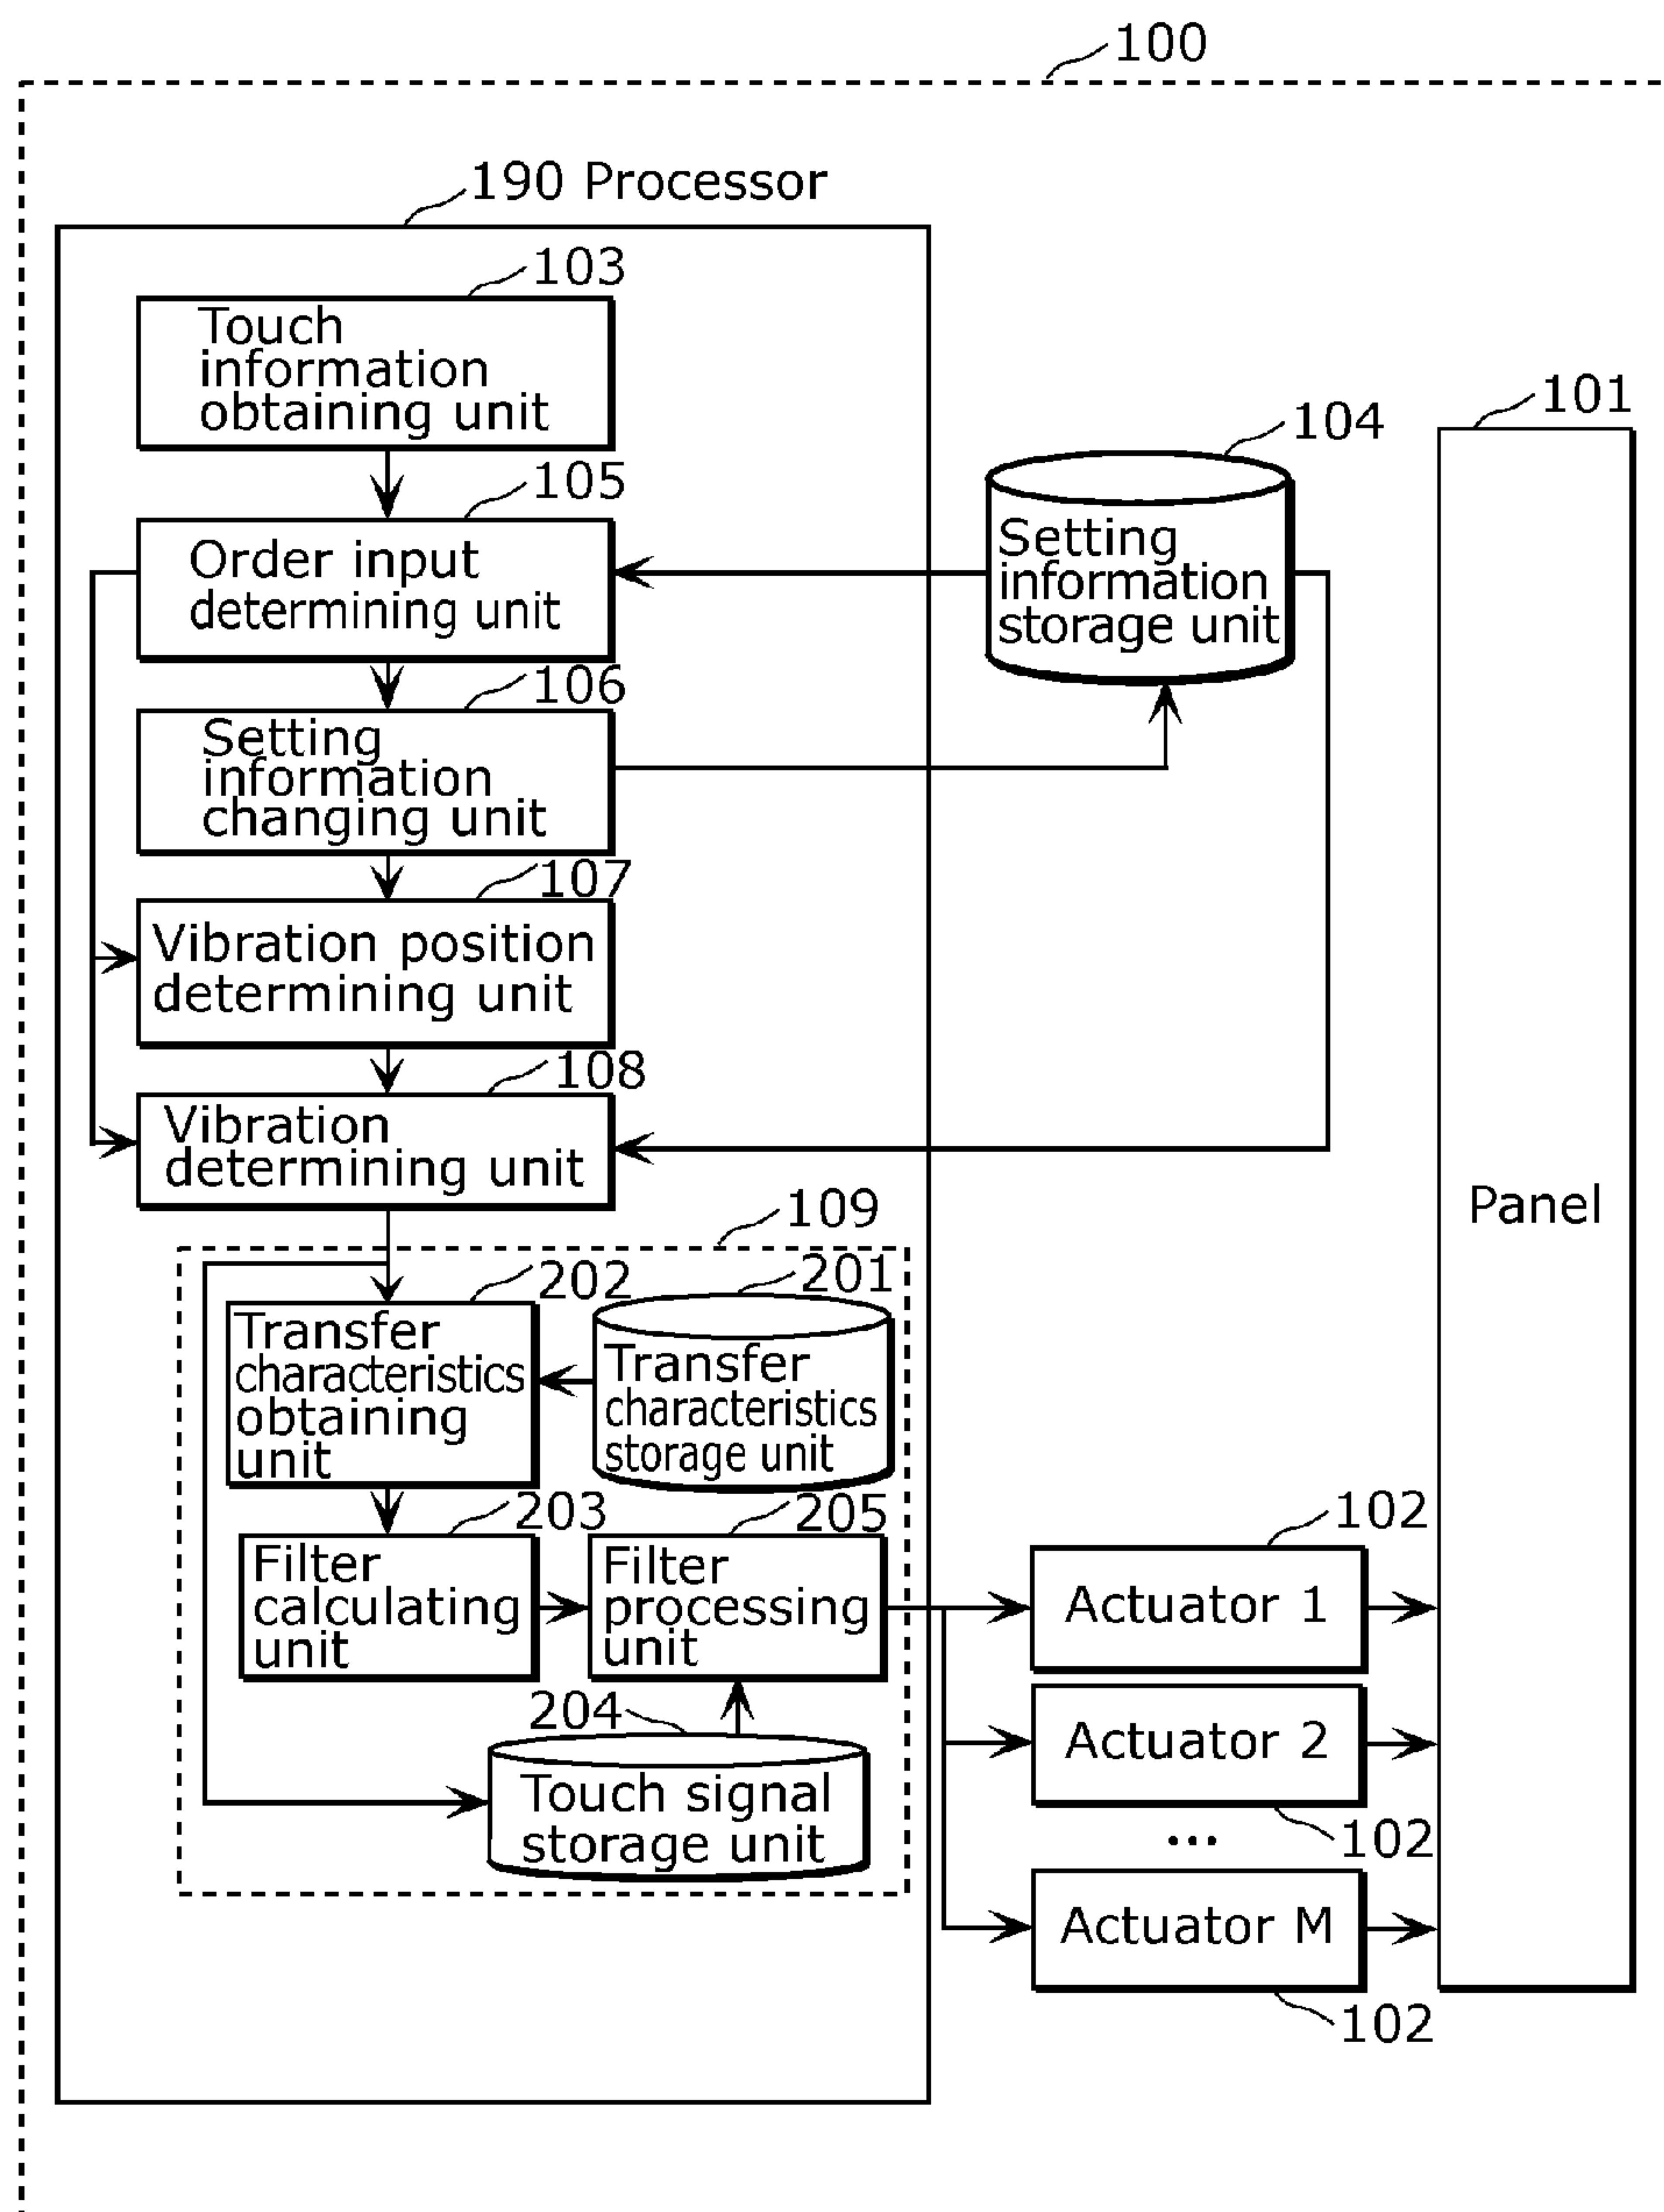 100
190 Processor
103
Touch
information
obtaining unit
105
Order input
determining unit
104
Setting
information
storage unit
101
Panel
106
Setting
information
changing unit
107
Vibration position
determining unit
108
Vibration
determining unit
109
202
Transfer
characteristics
obtaining
unit
201
Transfer
characteristics
storage unit
203
Filter
calculating
unit
205
Filter
processing
unit
204
Touch signal
storage unit
102
Actuator 1
Actuator 2
102
...
Actuator M
102